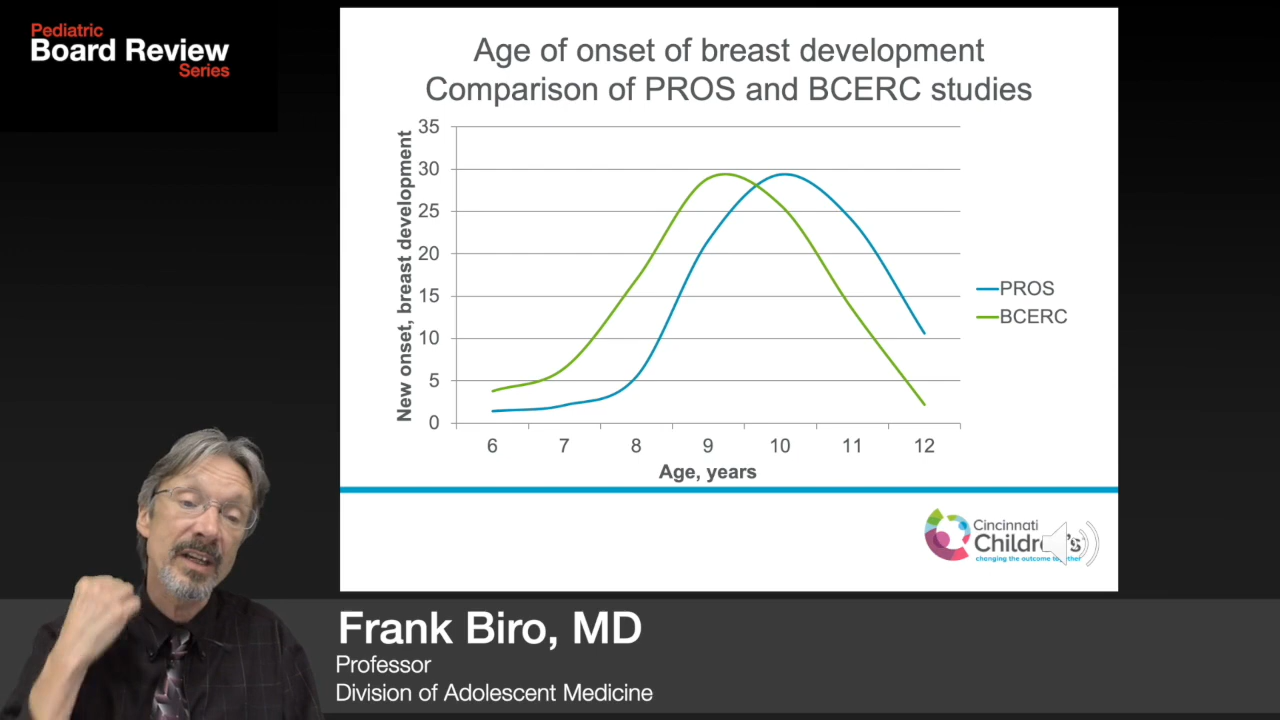 Pediatric
Board Review
Series
Age of onset of breast development
Comparison of PROS and BCERC studies
New onset, breast development
35
30
25
20
15
10
5
0
6 7 8 9 10 11 12
Age, years
PROS
BCERC
Cincinnati
Children's
changing the outcome together
Frank Biro, MD
Professor
Division of Adolescent Medicine